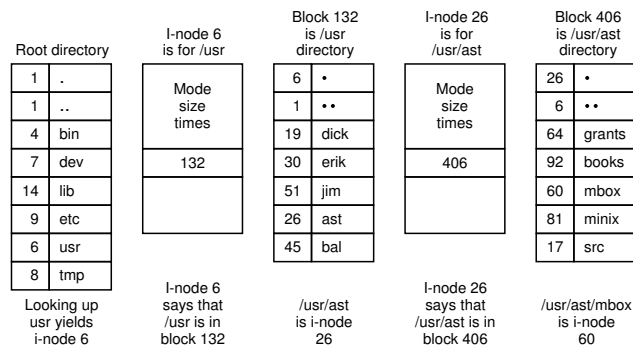 Root directory
1 .
1 ..
4 bin
7 dev
14 lib
9 etc
6 usr
8 tmp
Looking up
usr yields
i-node 6
I-node 6
is for /usr
Mode
size
times
132
I-node 6
says that
/usr is in
block 132
Block 132
is /usr
directory
6 •
1 ••
19 dick
30 erik
51 jim
26 ast
45 bal
/usr/ast
is i-node
26
I-node 26
is for
/usr/ast
Mode
size
times
406
I-node 26
says that
/usr/ast is in
block 406
Block 406
is /usr/ast
directory
26 •
6 ••
64 grants
92 books
60 mbox
81 minix
17 src
/usr/ast/mbox
is i-node
60